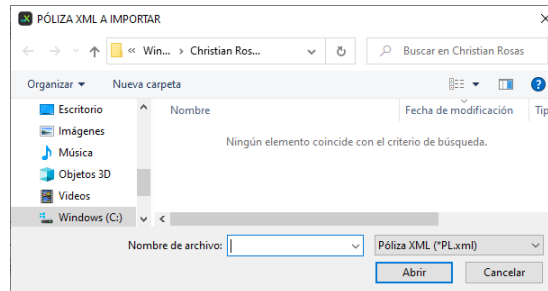 PÓLIZA XML A IMPORTAR
« Win... › Christian Ros...
Buscar en Christian Rosas
Organizar
Nueva carpeta
Escritorio
Imágenes
Música
Objetos 3D
Videos
Windows (C:)
Nombre
Fecha de modificación
Tip
Ningún elemento coincide con el criterio de búsqueda.
Nombre de archivo:
Póliza XML (*PL.xml)
Abrir
Cancelar